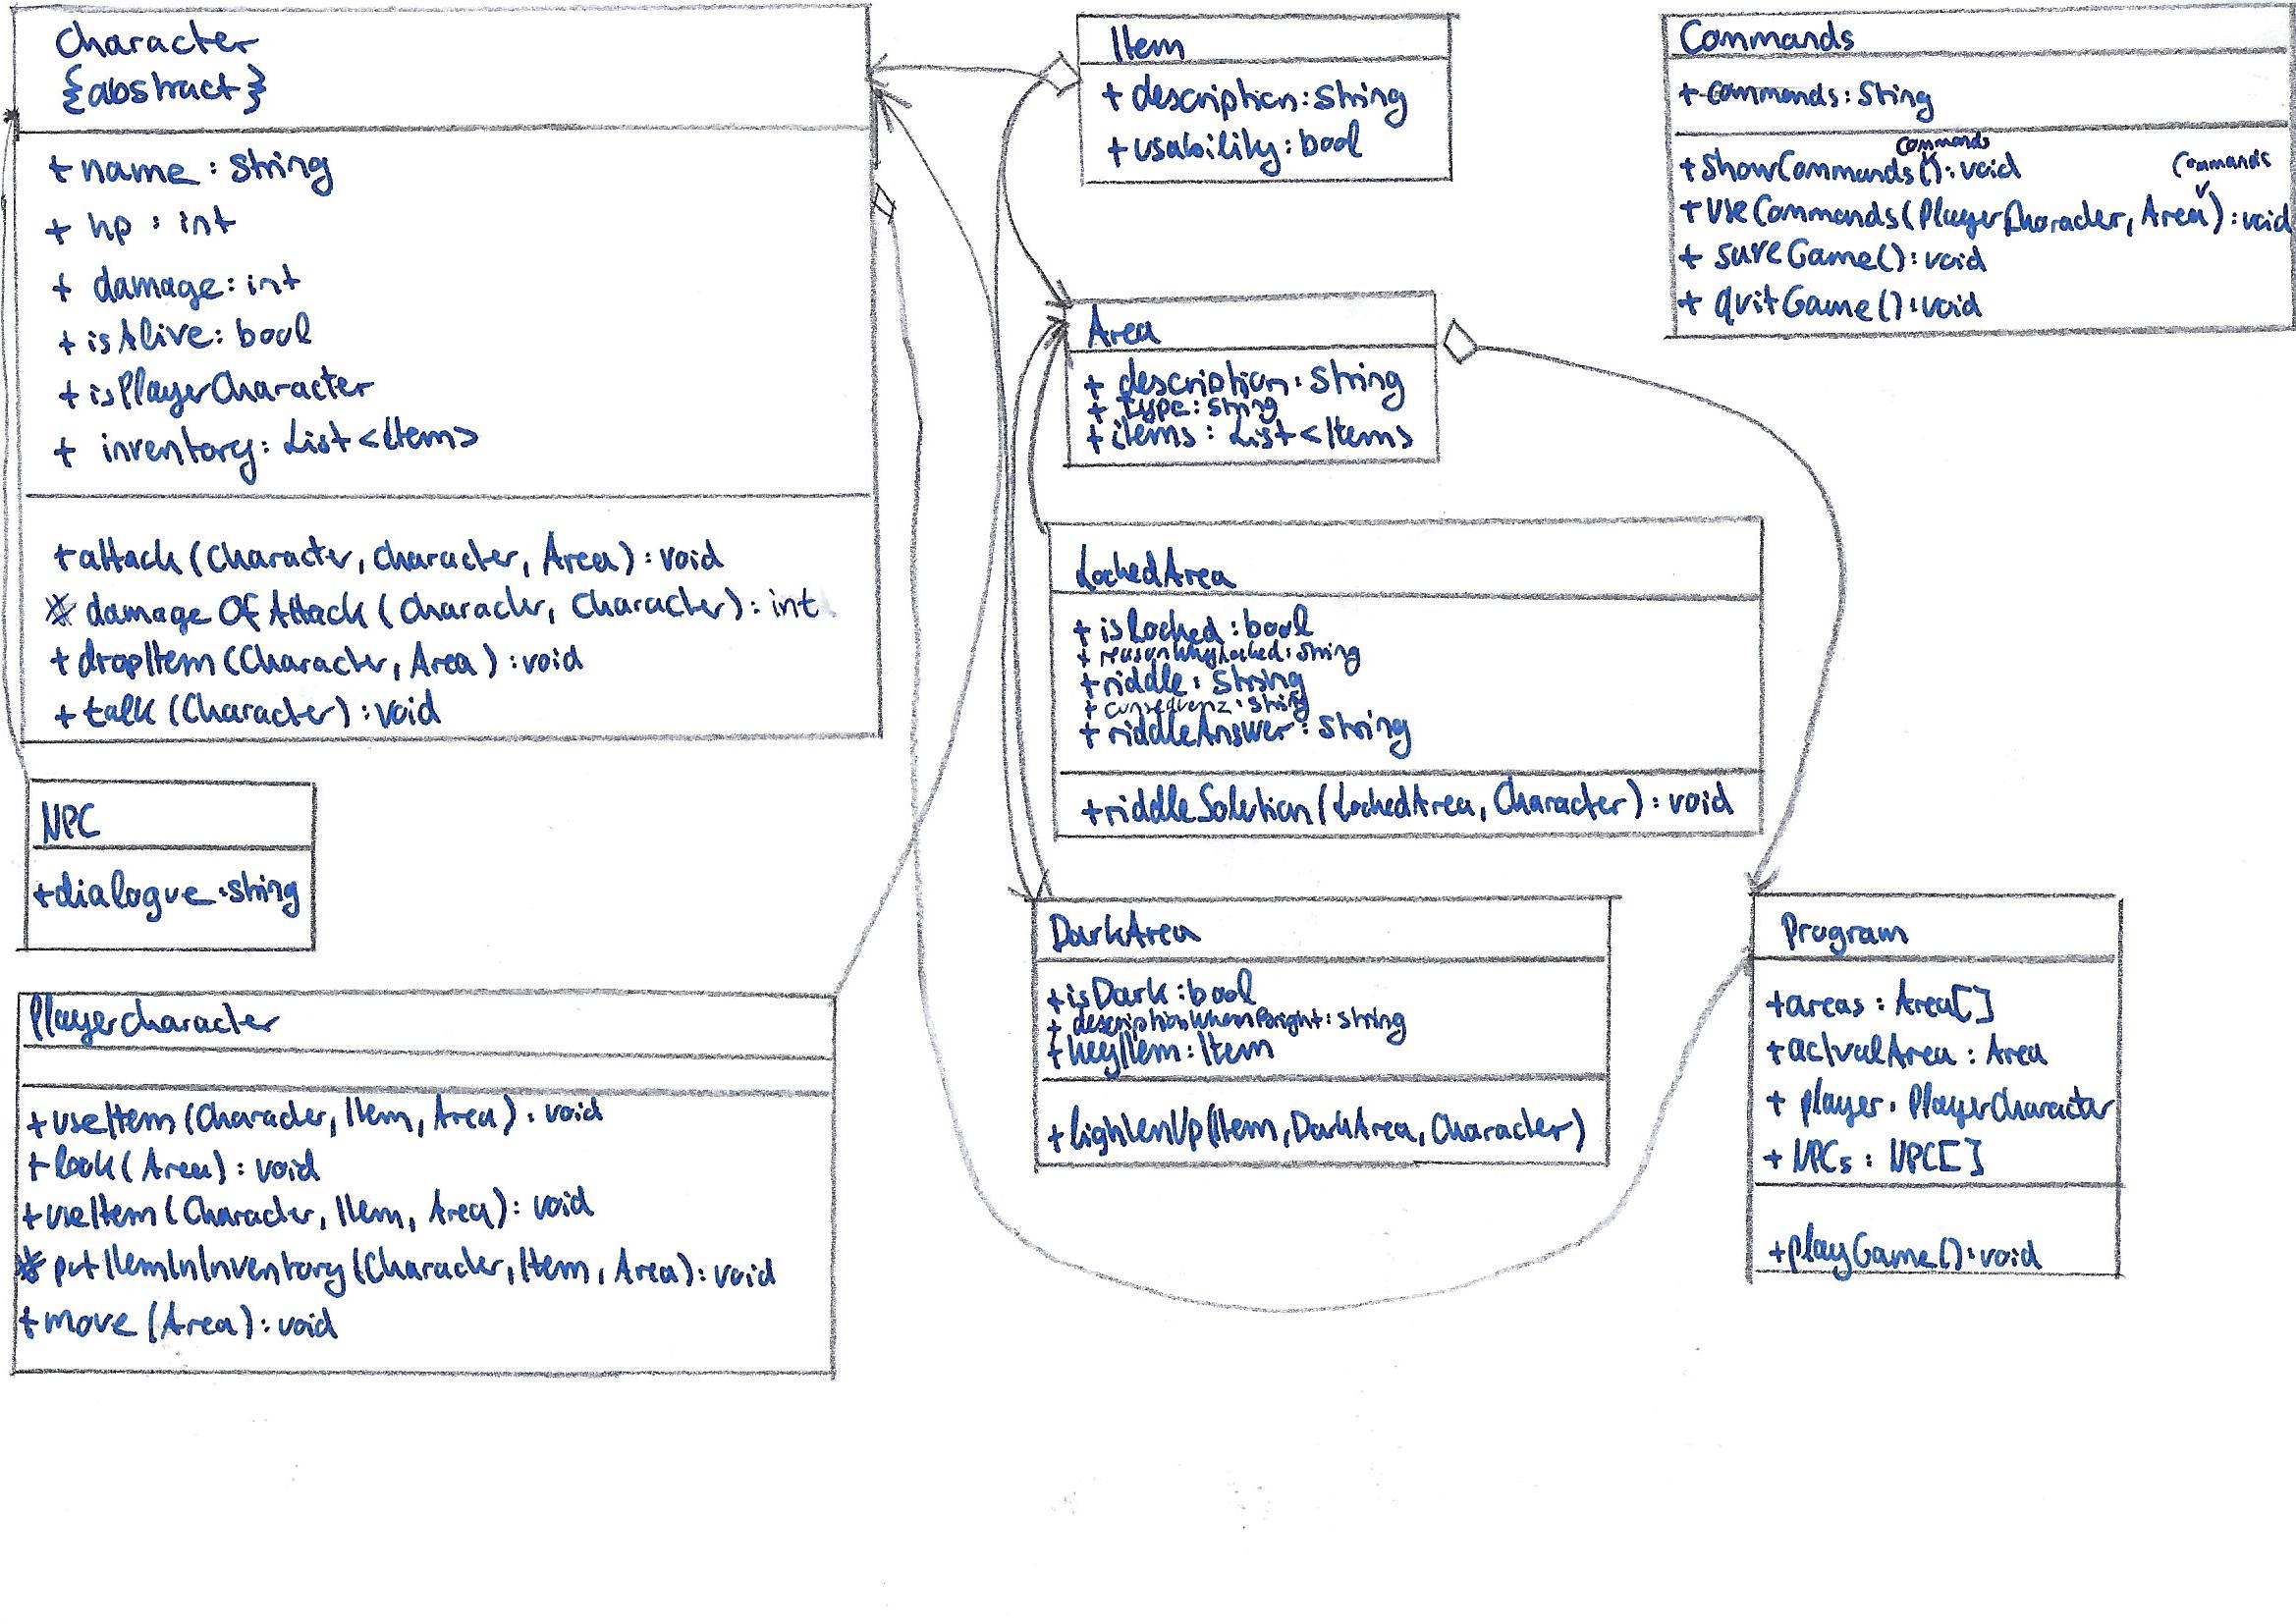 Character
{abstract}
+ name : String
+ hp : int
+ damage : int
+ isAlive : bool
+ isPlayerCharacter
+ inventory : List<Items>
+ attack (Character, Character, Area) : void
# damageOfAttack (Character, Character) : int
+ dropItem (Character, Area) : void
+ talk (Character) : void
NPC
+ dialogue : String
PlayerCharacter
+ useItem (Character, Item, Area) : void
+ look (Area) : void
+ useItem (Character, Item, Area) : void
# putItemInInventory (Character, Item, Area) : void
+ move (Area) : void
Item
+ description : String
+ usability : bool
Area
+ description : String
+ type : String
+ items : List<Items>
LockedArea
+ isLocked : bool
+ reasonWhyLocked : String
+ riddle : String
+ consequenz : String
+ riddleAnswer : String
+ riddleSolution (LockedArea, Character) : void
DarkArea
+ isDark : bool
+ descriptionWhenBright : String
+ keyItem : Item
+ lightenUp (Item, DarkArea, Character)
Commands
+ commands : String
Commands
+ showCommands () : void
Commands
+ useCommands (PlayerCharacter, Area) : void
+ saveGame () : void
+ quitGame () : void
Program
+ areas : Area[]
+ actualArea : Area
+ player : PlayerCharacter
+ NPCs : NPC[]
+ playGame () : void